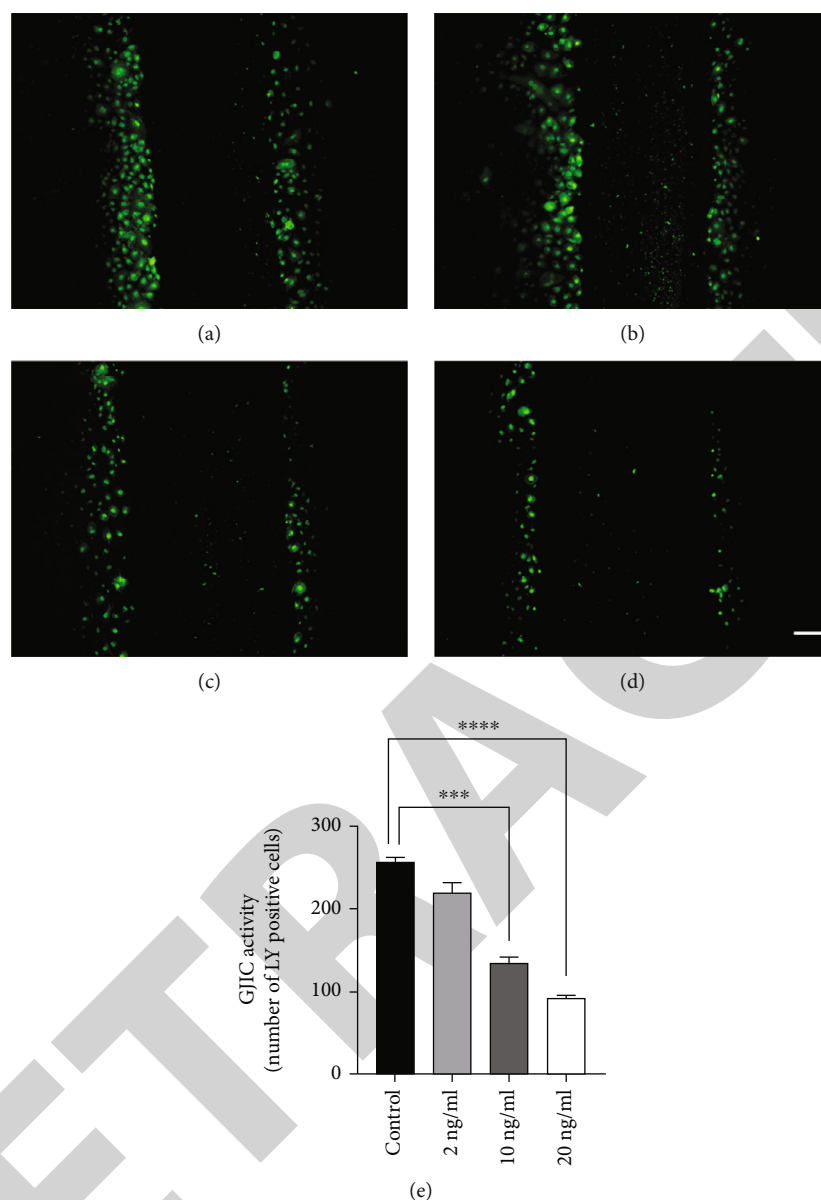 (a)
(b)
(c)
(d)
****
***
300
200
100
0
GJIC activity
(number of LY positive cells)
Control
2 ng/ml
10 ng/ml
20 ng/ml
(e)
ETRACT